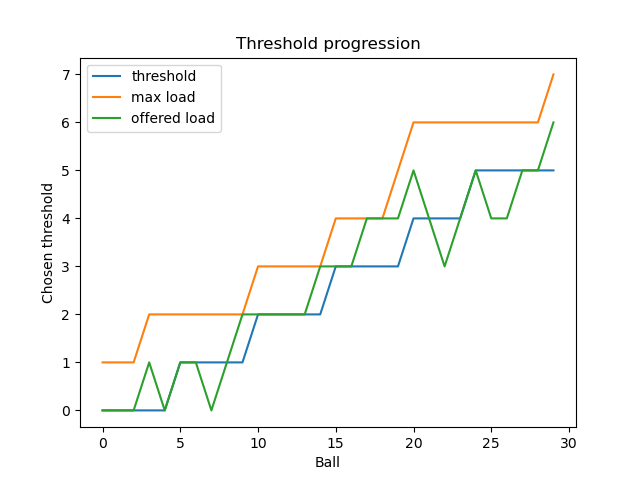 Threshold progression
threshold
max load
offered load
Chosen threshold
7
6
5
4
3
2
1
0
0 5 10 15 20 25 30
Ball